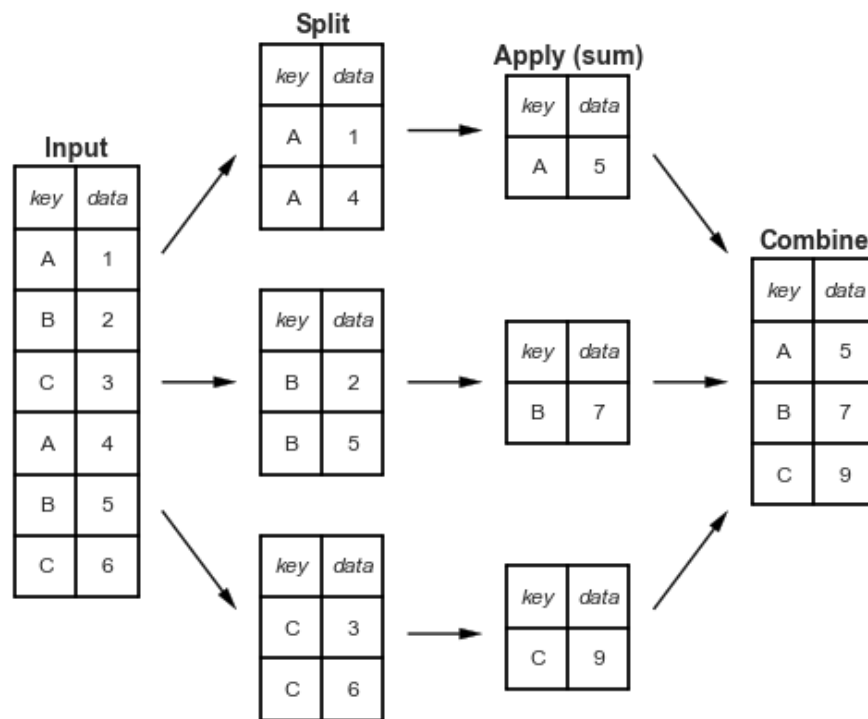 Input
key data
A 1
B 2
C 3
A 4
B 5
C 6
Split
key data
A 1
A 4
key data
B 2
B 5
key data
C 3
C 6
Apply (sum)
key data
A 5
key data
B 7
key data
C 9
Combine
key data
A 5
B 7
C 9